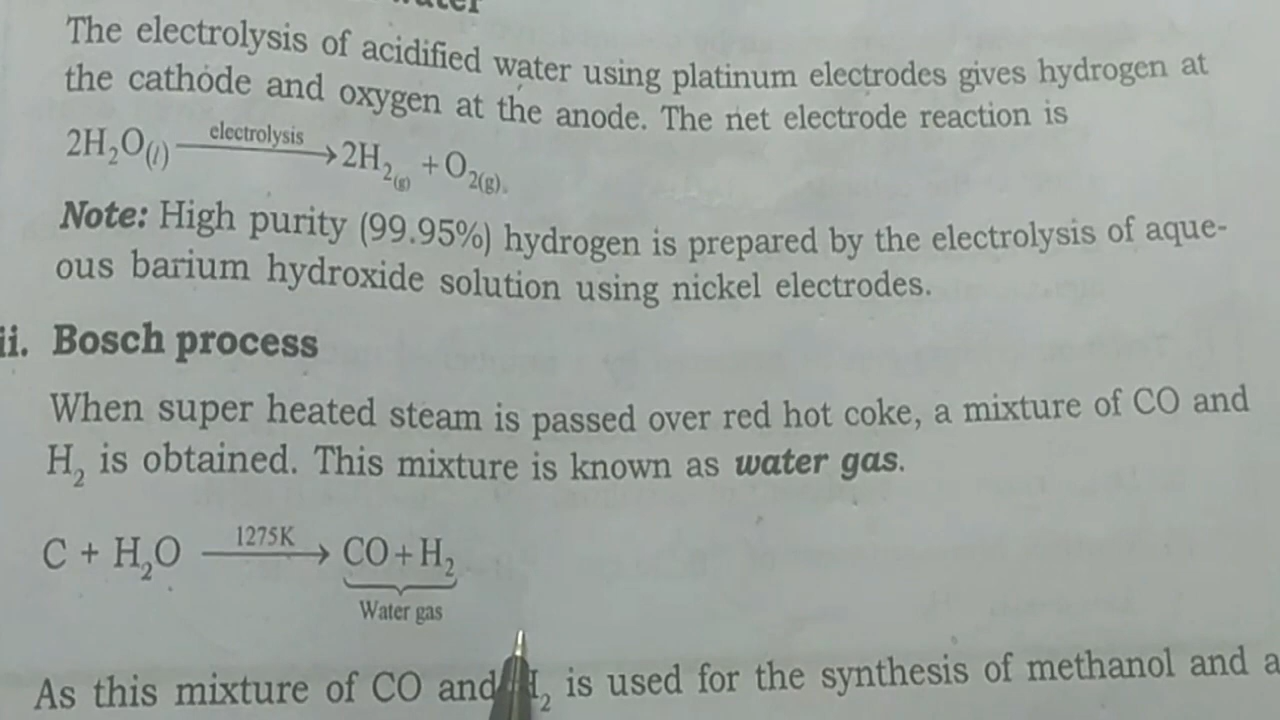 The electrolysis of acidified water using platinum electrodes gives hydrogen at
the cathode and oxygen at the anode. The net electrode reaction is
2H₂O(l) electrolysis → 2H₂(g) + O₂(g).
Note: High purity (99.95%) hydrogen is prepared by the electrolysis of aque-
ous barium hydroxide solution using nickel electrodes.
ii. Bosch process
When super heated steam is passed over red hot coke, a mixture of CO and
H₂ is obtained. This mixture is known as water gas.
C + H₂O 1275K → CO + H₂
Water gas
As this mixture of CO and H₂ is used for the synthesis of methanol and a